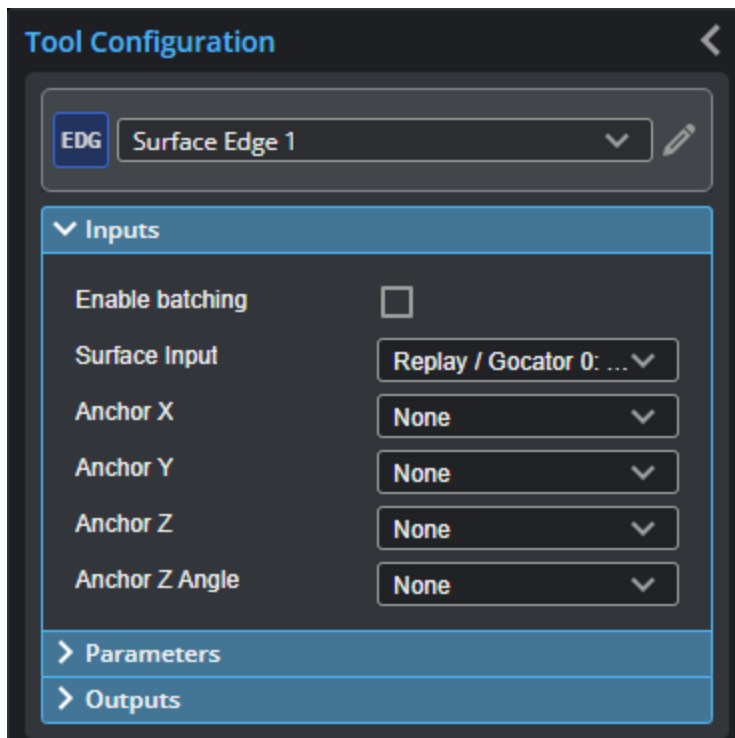 Tool Configuration
EDG Surface Edge 1
Inputs
Enable batching
Surface Input Replay / Gocator 0: ...
Anchor X None
Anchor Y None
Anchor Z None
Anchor Z Angle None
Parameters
Outputs